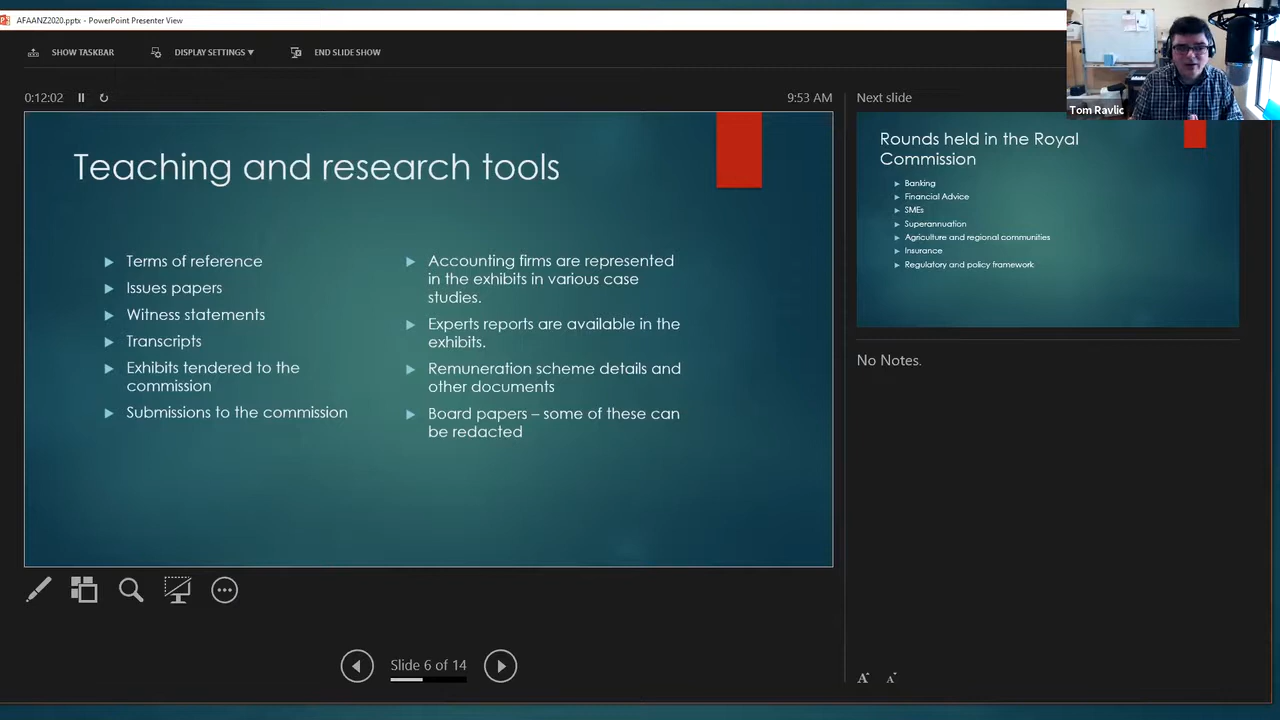 AFAANZ2020.pptx - PowerPoint Presenter View
SHOW TASKBAR
DISPLAY SETTINGS
END SLIDE SHOW
0:12:02
9:53 AM
Teaching and research tools
Terms of reference
Issues papers
Witness statements
Transcripts
Exhibits tendered to the
commission
Submissions to the commission
Accounting firms are represented
in the exhibits in various case
studies.
Experts reports are available in the
exhibits.
Remuneration scheme details and
other documents
Board papers – some of these can
be redacted
Slide 6 of 14
Next slide
Rounds held in the Royal
Commission
Banking
Financial Advice
SMEs
Superannuation
Agriculture and regional communities
Insurance
Regulatory and policy framework
No Notes.
A A
Tom Ravlic